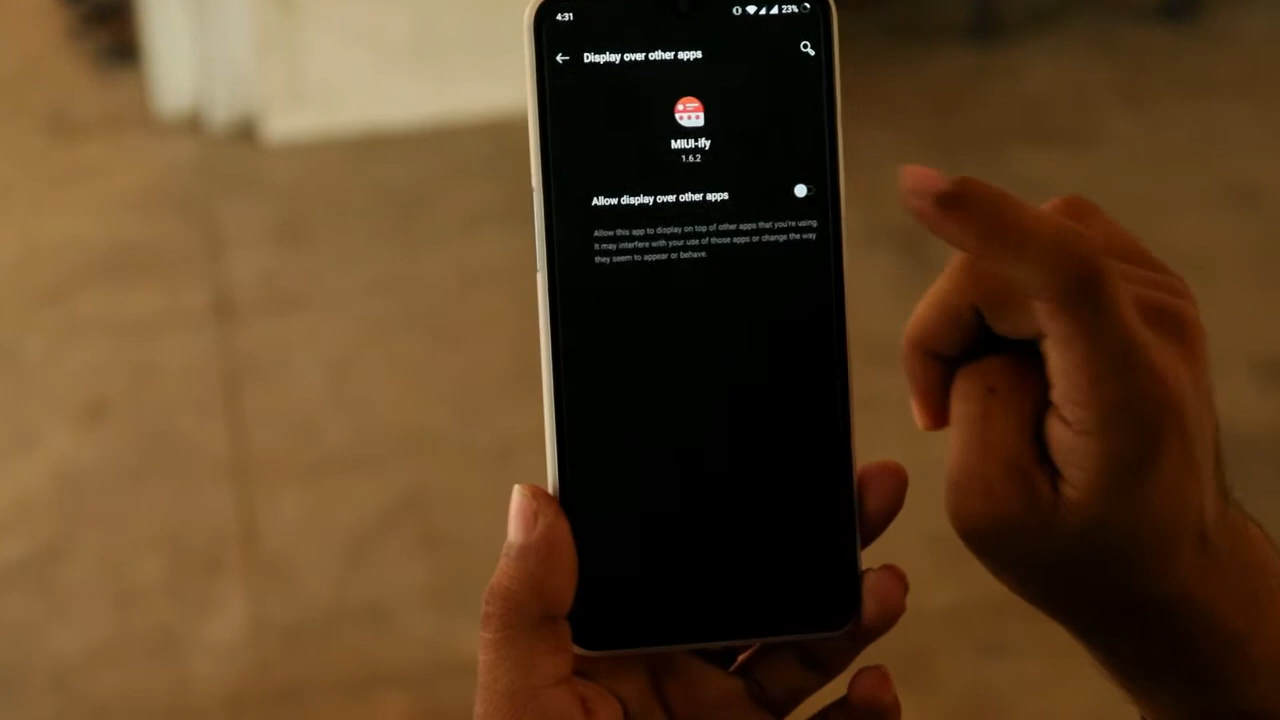 4:31
23%
Display over other apps
MIUI-ify
1.6.2
Allow display over other apps
Allow this app to display on top of other apps that you're using.
It may interfere with your use of those apps or change the way
they seem to appear or behave.